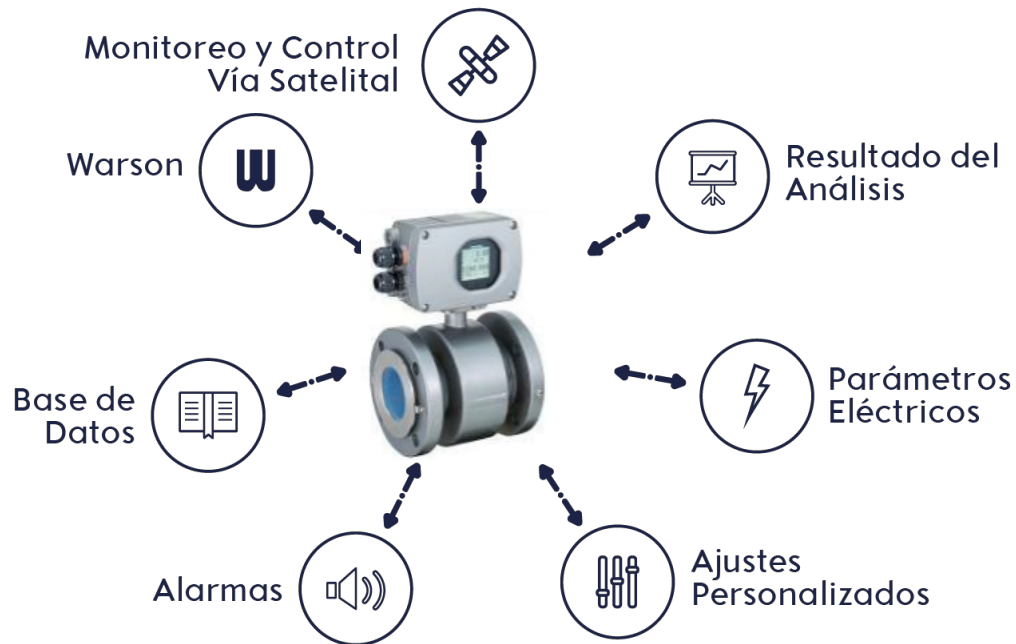 Monitoreo y Control
Vía Satelital
Warson
W
Resultado del
Análisis
Base de
Datos
Parámetros
Eléctricos
Alarmas
Ajustes
Personalizados